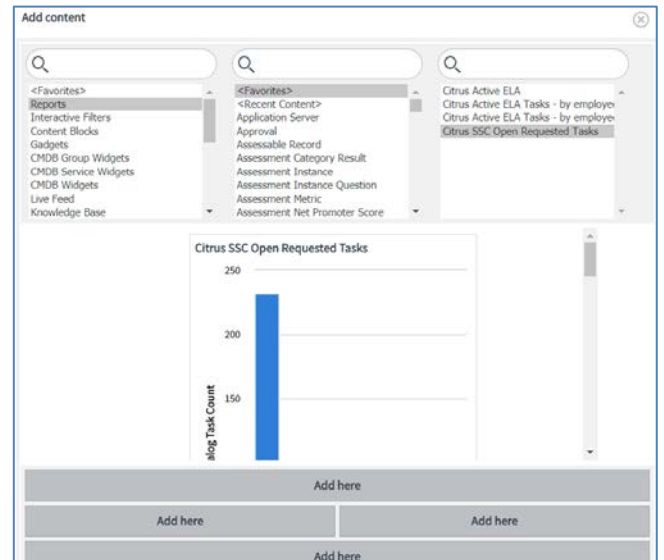 Add content
<Favorites>
Reports
Interactive Filters
Content Blocks
Gadgets
CMDB Group Widgets
CMDB Service Widgets
CMDB Widgets
Live Feed
Knowledge Base
<Favorites>
<Recent Content>
Application Server
Approval
Assessable Record
Assessment Category Result
Assessment Instance
Assessment Instance Question
Assessment Metric
Assessment Net Promoter Score
Citrus Active ELA
Citrus Active ELA Tasks - by employe
Citrus Active ELA Tasks - by employe
Citrus SSC Open Requested Tasks
Citrus SSC Open Requested Tasks
250
200
150
alog Task Count
Add here
Add here
Add here
Add here